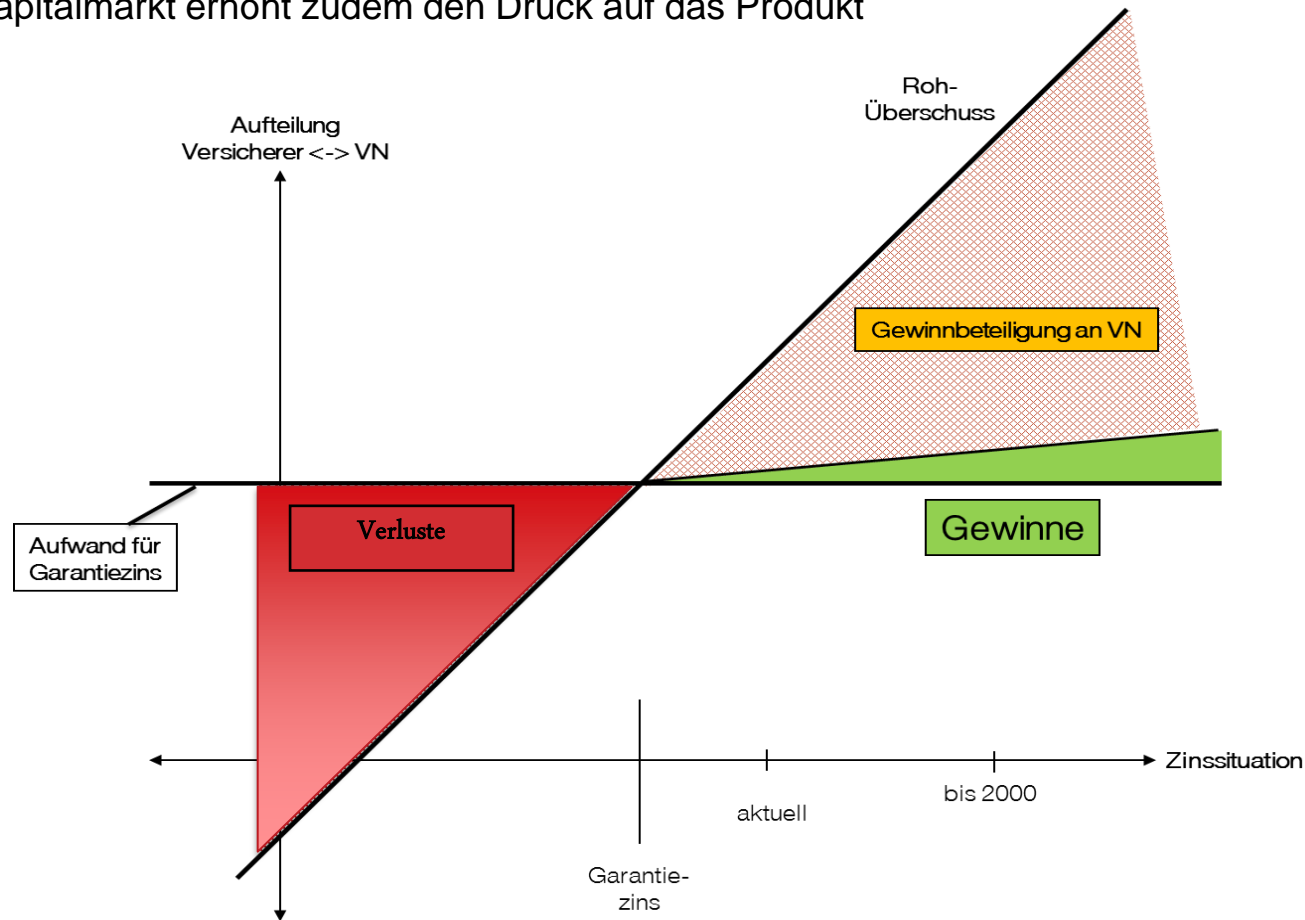 apitalmarkt erhöht zudem den Druck auf das Produkt
Roh-
Überschuss
Aufteilung
Versicherer <-> VN
Gewinnbeteiligung an VN
Verluste
Gewinne
Aufwand für
Garantiezins
Zinssituation
bis 2000
aktuell
Garantie-
zins